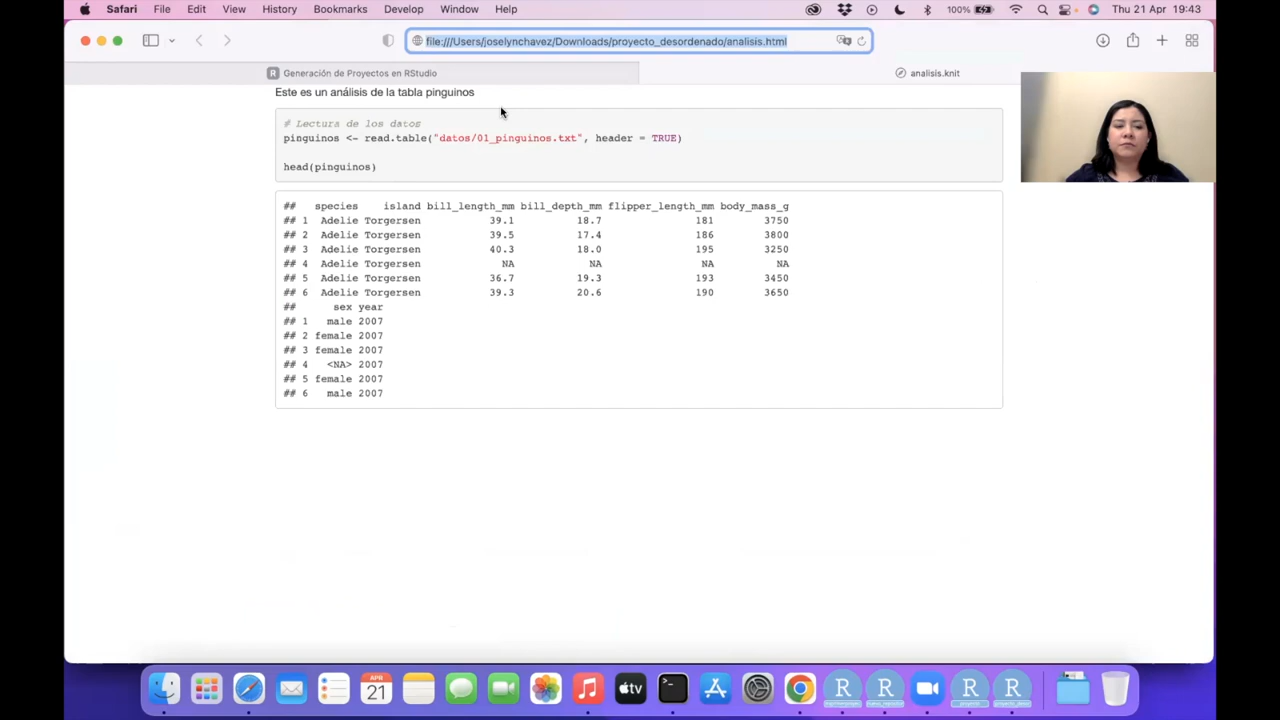 Safari File Edit View History Bookmarks Develop Window Help 100% Thu 21 Apr 19:43
file:///Users/joselynchavez/Downloads/proyecto_desordenado/analisis.html
R Generación de Proyectos en RStudio analisis.knit
Este es un análisis de la tabla pinguinos
# Lectura de los datos
pinguinos <- read.table("datos/01_pinguinos.txt", header = TRUE)
head(pinguinos)
## species island bill_length_mm bill_depth_mm flipper_length_mm body_mass_g
## 1 Adelie Torgersen 39.1 18.7 181 3750
## 2 Adelie Torgersen 39.5 17.4 186 3800
## 3 Adelie Torgersen 40.3 18.0 195 3250
## 4 Adelie Torgersen NA NA NA NA
## 5 Adelie Torgersen 36.7 19.3 193 3450
## 6 Adelie Torgersen 39.3 20.6 190 3650
## sex year
## 1 male 2007
## 2 female 2007
## 3 female 2007
## 4 <NA> 2007
## 5 female 2007
## 6 male 2007
APR
21
tv
>_
R R R R